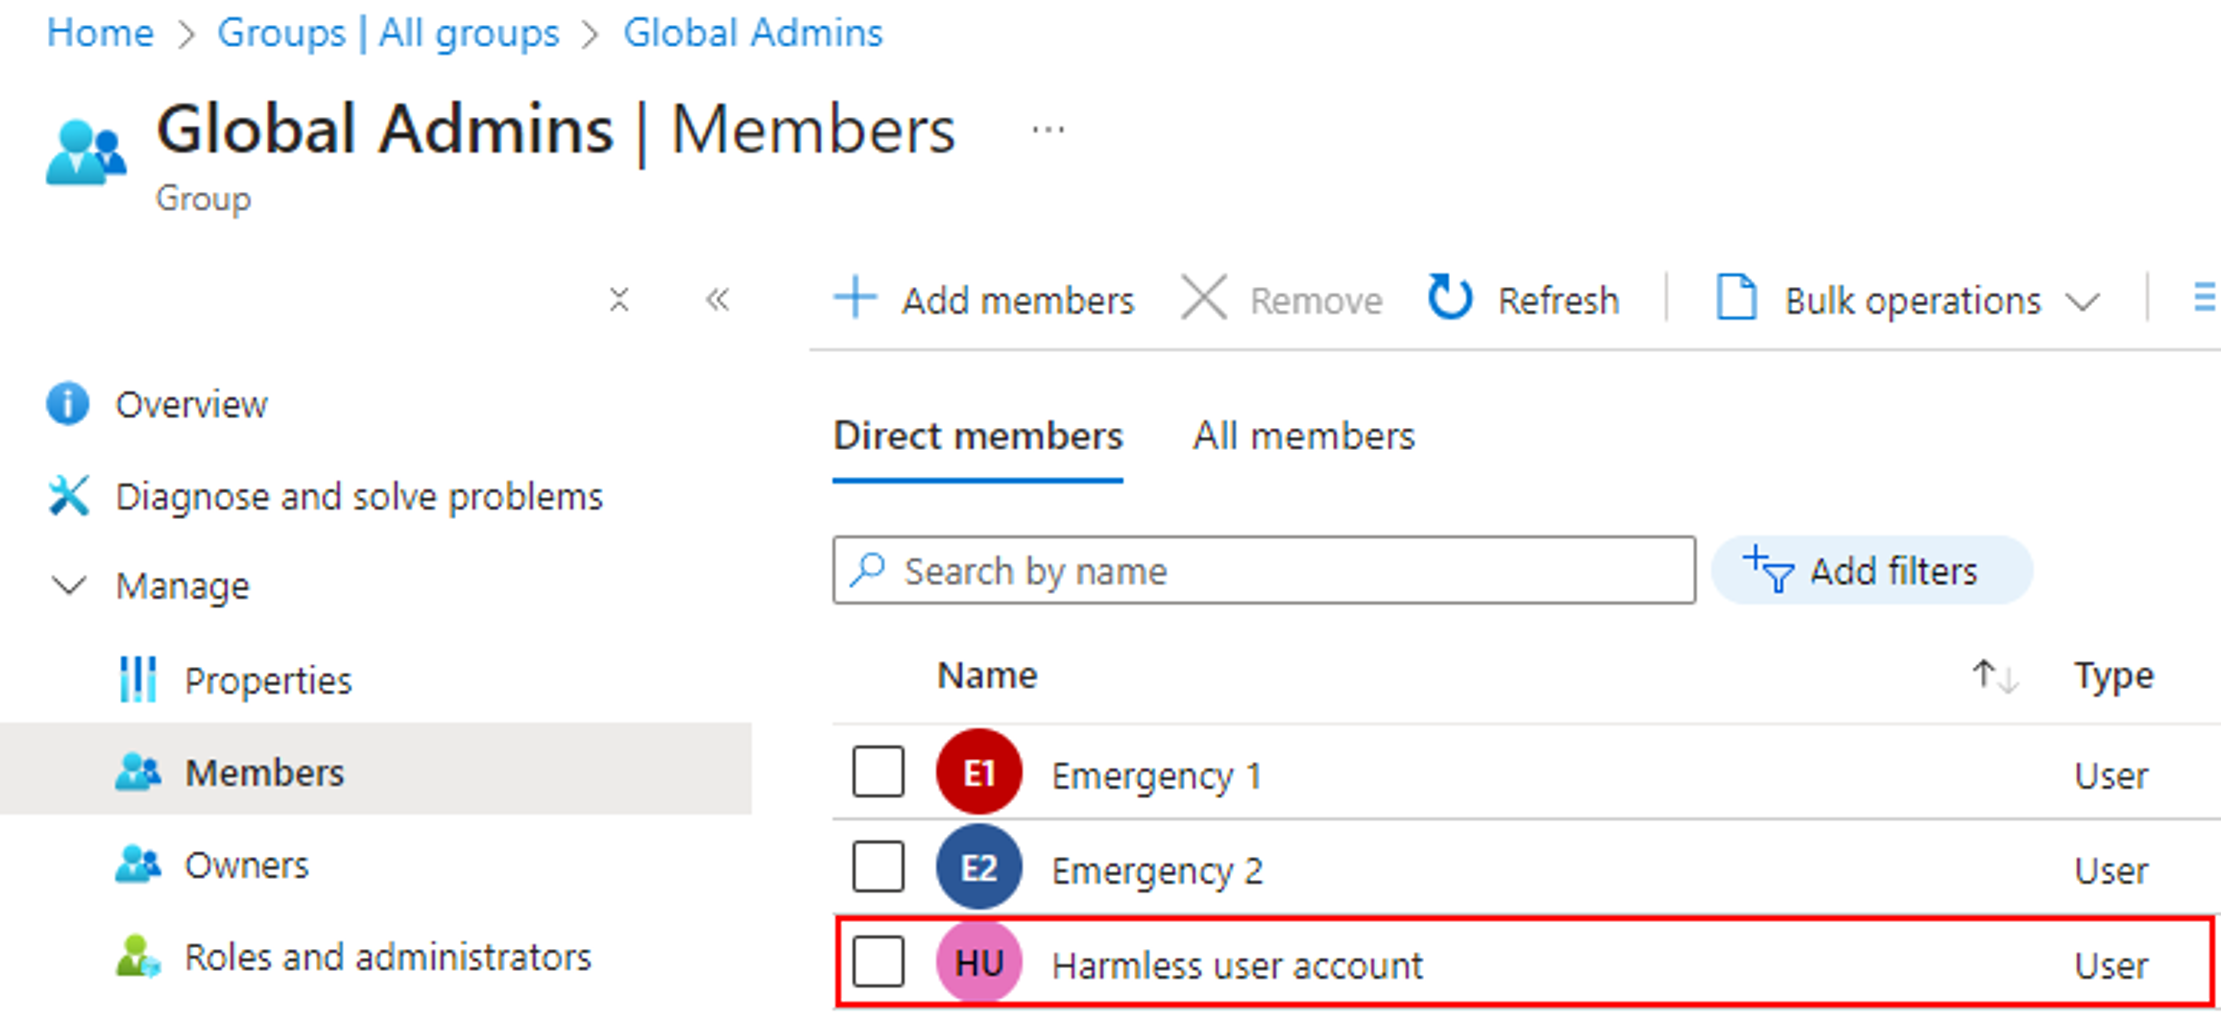 Home > Groups | All groups > Global Admins
Global Admins | Members ...
Group
Add members Remove Refresh Bulk operations
Overview
Diagnose and solve problems
Manage
Properties
Members
Owners
Roles and administrators
Direct members All members
Search by name Add filters
Name Type
E1 Emergency 1 User
E2 Emergency 2 User
HU Harmless user account User